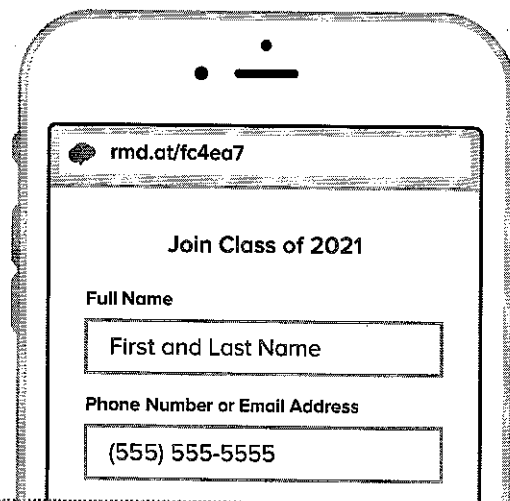 rmd.at/fc4ea7
Join Class of 2021
Full Name
First and Last Name
Phone Number or Email Address
(555) 555-5555